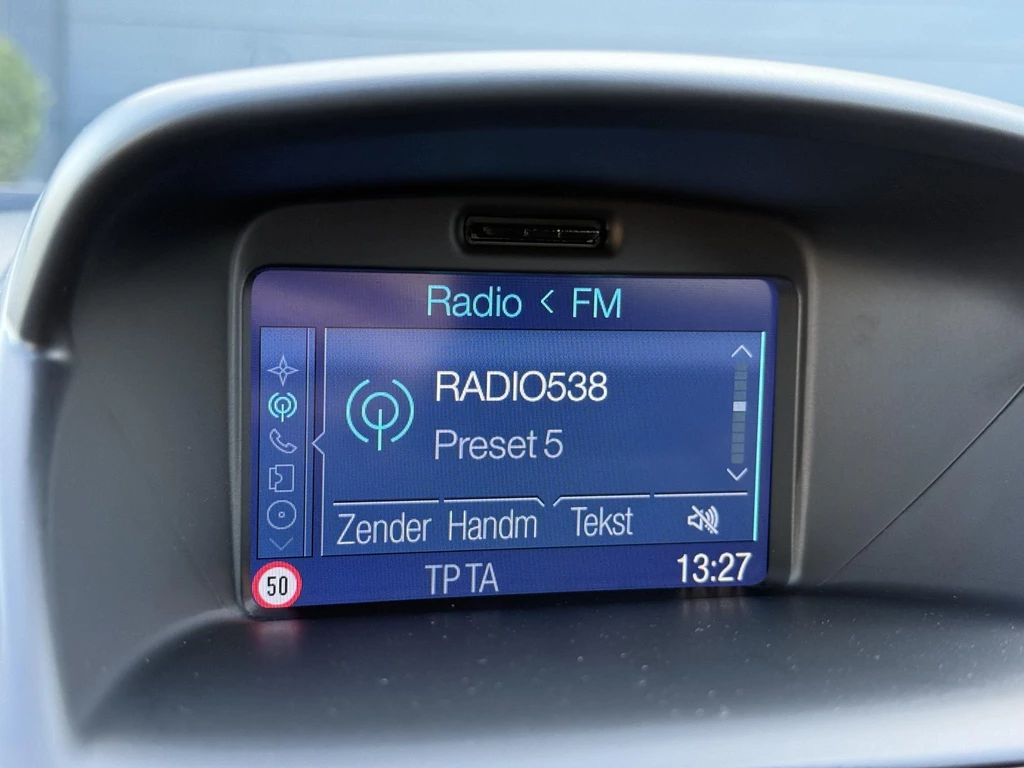 Radio < FM
RADIO538
Preset 5
Zender Handm Tekst
50 TP TA 13:27